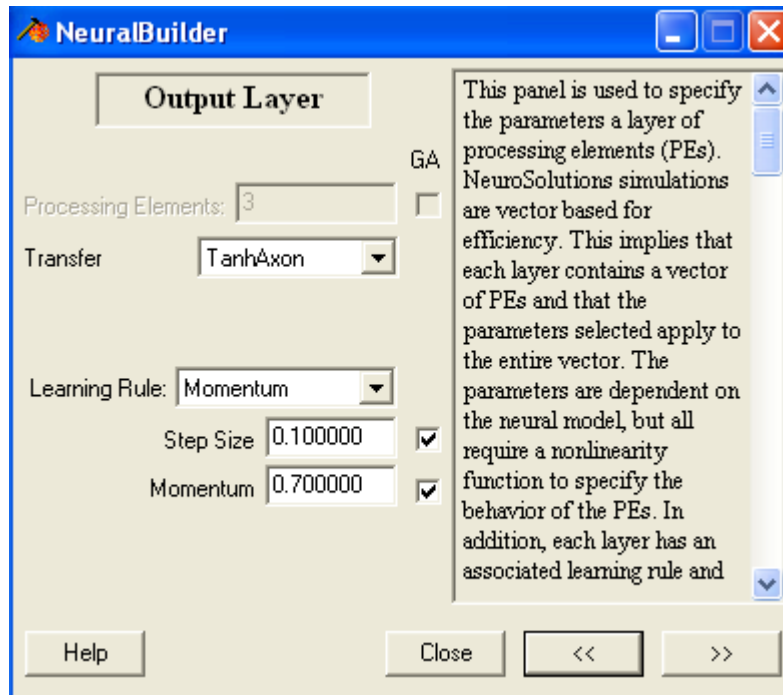 NeuralBuilder
Output Layer
GA
Processing Elements: 3
Transfer TanhAxon
Learning Rule: Momentum
Step Size 0.100000
Momentum 0.700000
This panel is used to specify
the parameters a layer of
processing elements (PEs).
NeuroSolutions simulations
are vector based for
efficiency. This implies that
each layer contains a vector
of PEs and that the
parameters selected apply to
the entire vector. The
parameters are dependent on
the neural model, but all
require a nonlinearity
function to specify the
behavior of the PEs. In
addition, each layer has an
associated learning rule and
Help Close << >>